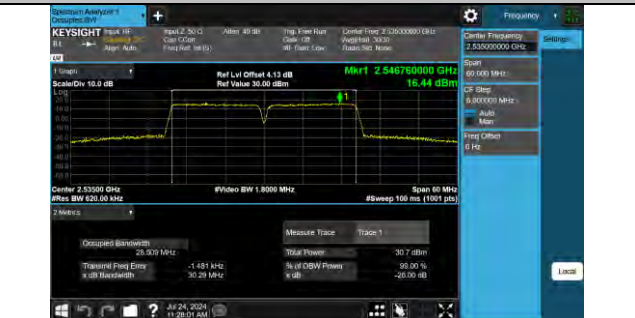 Spectrum Analyzer 1
Occupied BW
Frequency
KEYSIGHT Input: RF
R L
Align: Auto
Input Z: 50 Ω
Corr CCorr
Freq Ref: Int (S)
Atten: 40 dB
Trig: Free Run
Gate: Off
#IF Gain: Low
Center Freq: 2.535000000 GHz
Radio Std: None
Center Frequency
2.535000000 GHz
Settings
Span
60.000 MHz
CF Step
6.000000 MHz
Auto
Man
Freq Offset
0 Hz
1 Graph
Scale/Div 10.0 dB
Ref Lvl Offset 4.13 dB
Ref Value 30.00 dBm
Mkr1 2.546760000 GHz
16.44 dBm
Log
1
Center 2.53500 GHz
#Res BW 620.00 kHz
#Video BW 1.8000 MHz
Span 60 MHz
#Sweep 100 ms (1001 pts)
2 Metrics
Measure Trace
Trace 1
Occupied Bandwidth
28.509 MHz
Total Power
30.7 dBm
Transmit Freq Error
-1.481 kHz
% of OBW Power
99.00 %
x dB Bandwidth
30.29 MHz
x dB
-26.00 dB
Local
?
Jul 24, 2024
11:28:01 AM